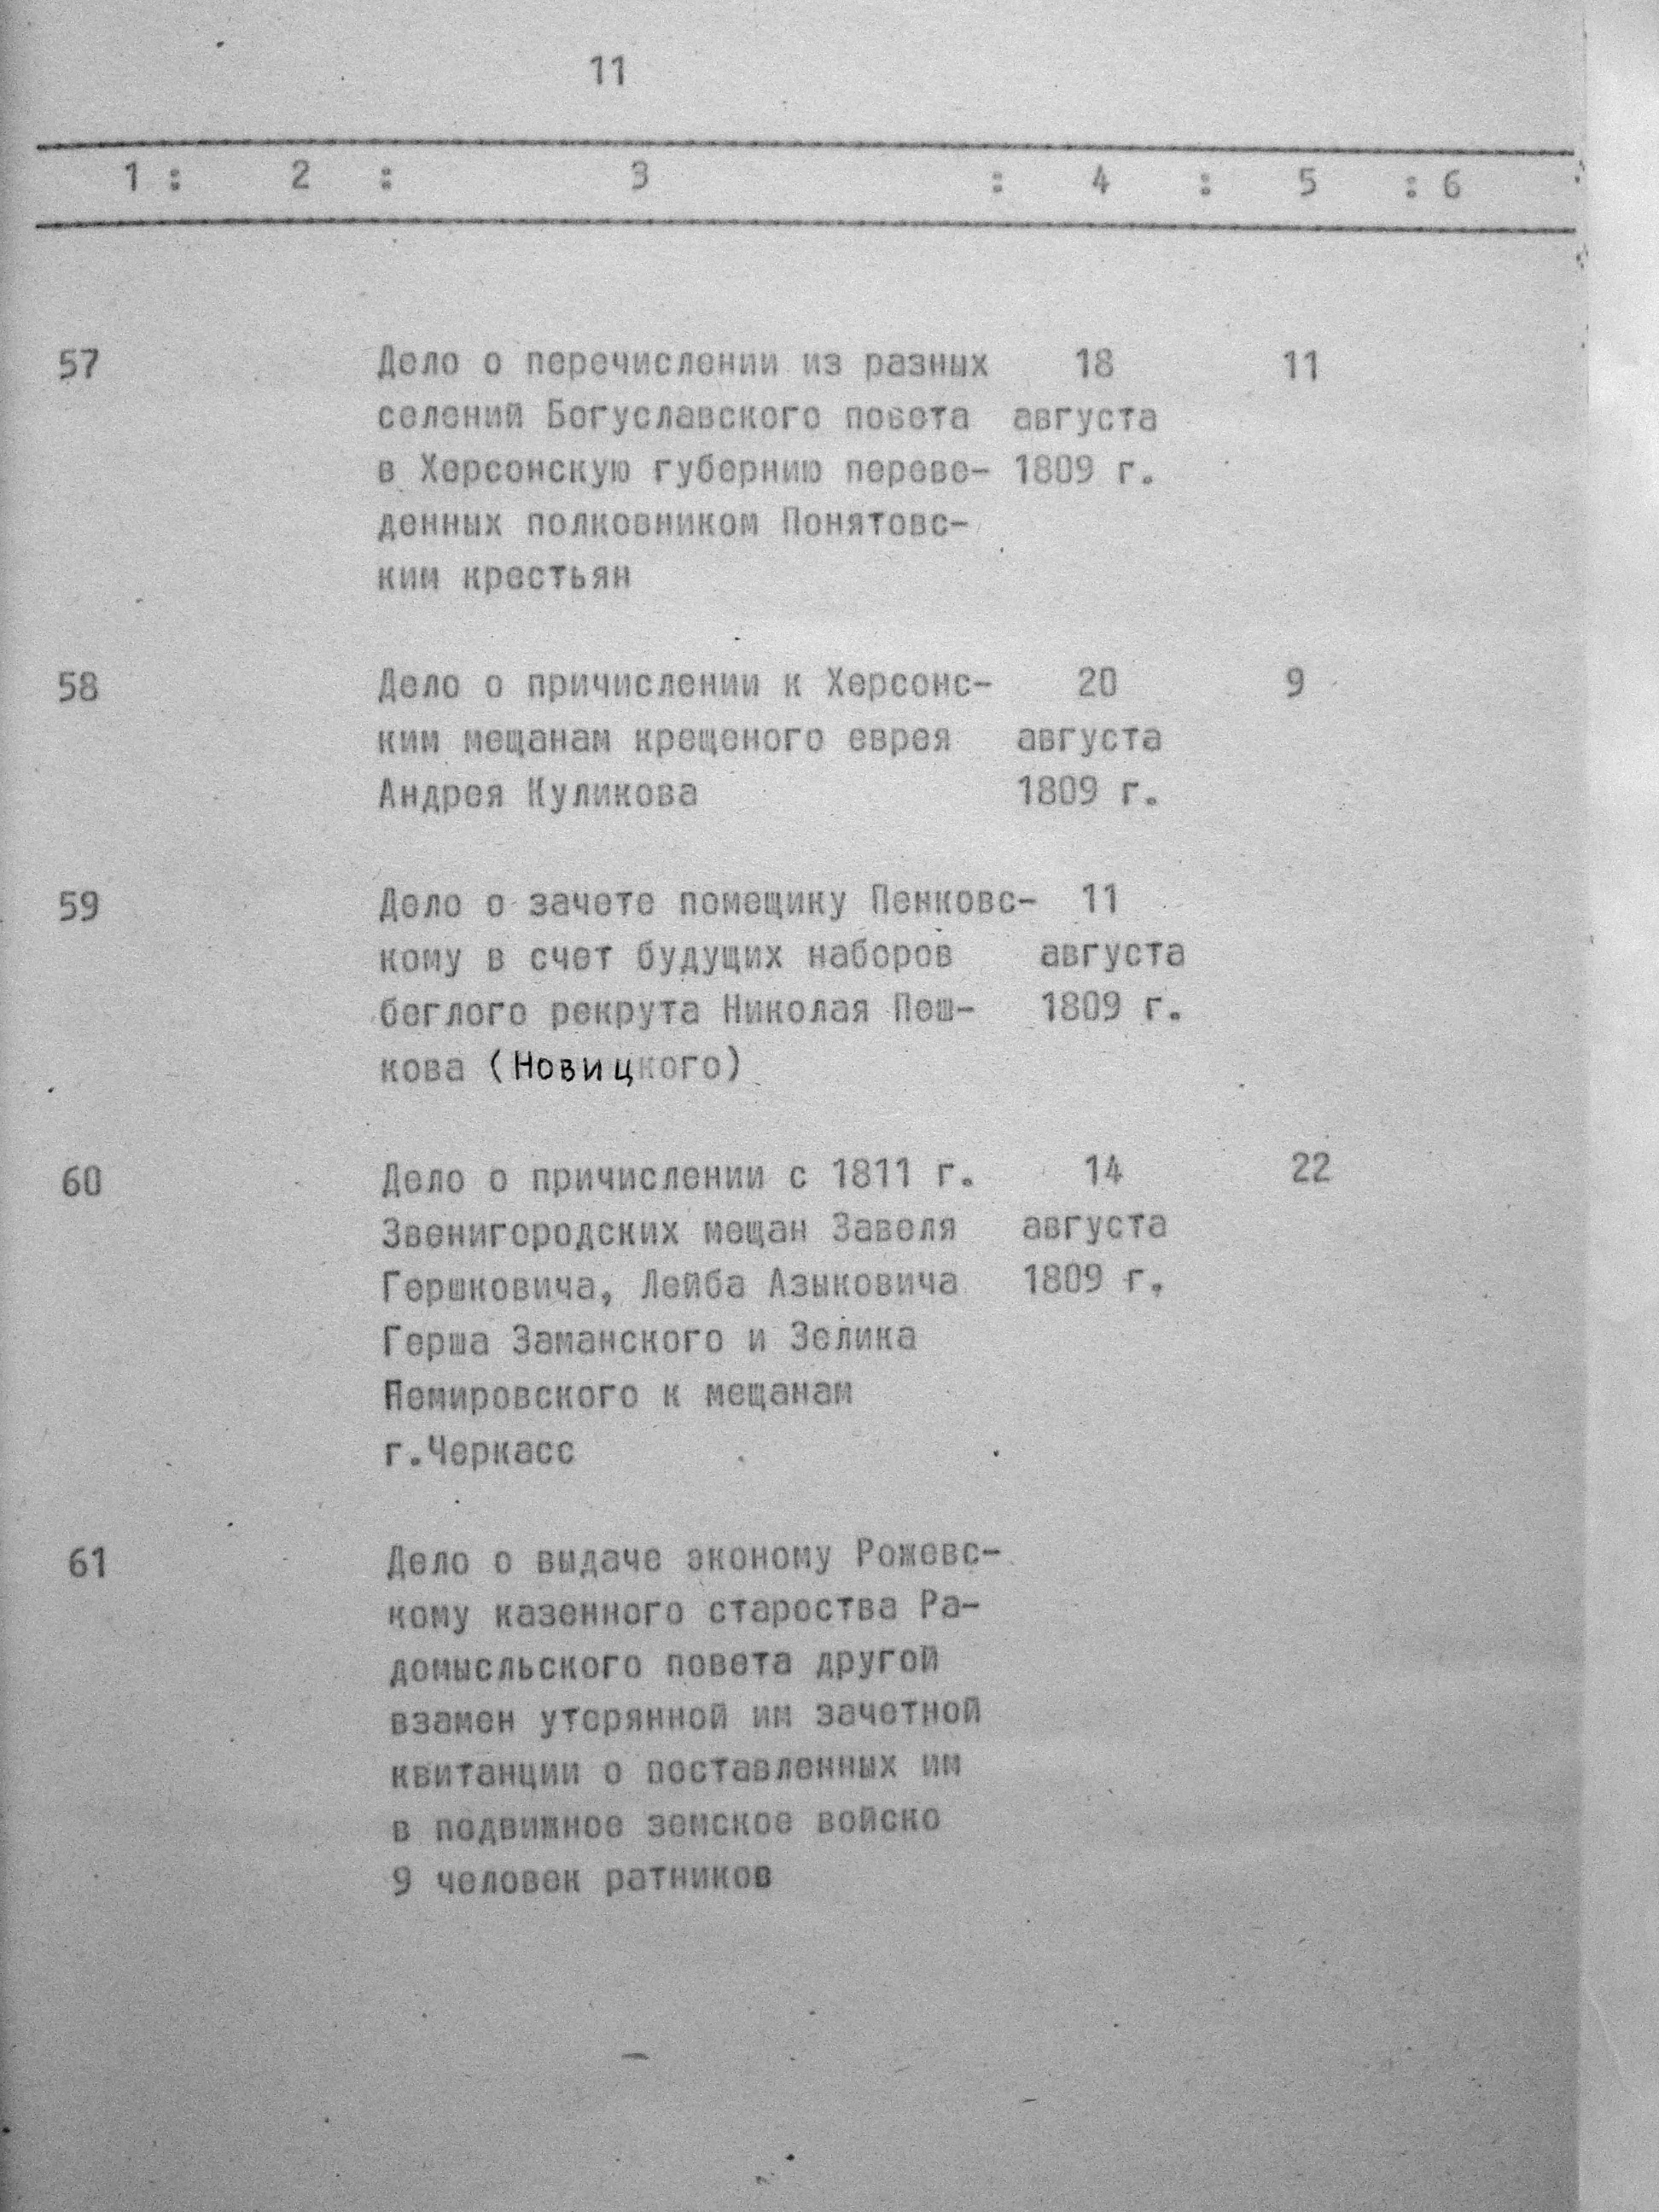 11
1 : 2 : 3 : 4 : 5 : 6
57 Дело о перечислении из разных 18 11
селений Богуславского повета августа
в Херсонскую губернию переве- 1809 г.
денных полковником Понятовс-
ким крестьян
58 Дело о причислении к Херсонс- 20 9
ким мещанам крещеного еврея августа
Андрея Куликова 1809 г.
59 Дело о зачете помещику Пенковс- 11
кому в счет будущих наборов августа
беглого рекрута Николая Пеш- 1809 г.
кова (Новицкого)
60 Дело о причислении с 1811 г. 14 22
Звенигородских мещан Завеля августа
Гершковича, Лейба Азыковича 1809 г.
Герша Заманского и Зелика
Немировского к мещанам
г.Черкасс
61 Дело о выдаче эконому Рожевс-
кому казенного староства Ра-
домысльского повета другой
взамен утерянной им зачетной
квитанции о поставленных им
в подвижное земское войско
9 человек ратников